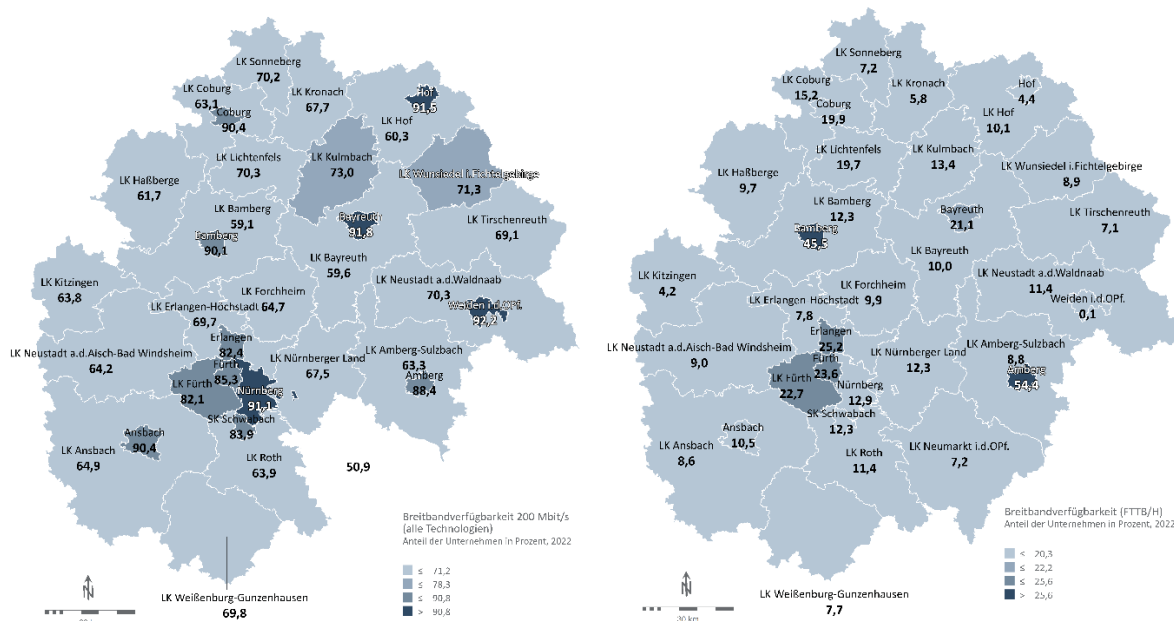 LK Sonneberg
70,2
LK Coburg
63,1
LK Kronach
67,7
Hof
91,5
Coburg
90,4
LK Hof
60,3
LK Lichtenfels
70,3
LK Kulmbach
73,0
LK Wunsiedel i.Fichtelgebirge
71,3
LK Haßberge
61,7
LK Bamberg
59,1
Bayreuth
91,8
LK Tirschenreuth
69,1
Bamberg
90,1
LK Bayreuth
59,6
LK Kitzingen
63,8
LK Neustadt a.d.Waldnaab
70,3
LK Forchheim
64,7
LK Erlangen-Höchstadt
69,7
Weiden i.d.OPf.
92,2
Erlangen
82,4
LK Neustadt a.d.Aisch-Bad Windsheim
64,2
Fürth
85,3
LK Nürnberger Land
67,5
LK Amberg-Sulzbach
63,3
LK Fürth
82,1
Nürnberg
91,1
Amberg
88,4
SK Schwabach
83,9
Ansbach
90,4
LK Ansbach
64,9
LK Roth
63,9
50,9
Breitbandverfügbarkeit 200 Mbit/s
(alle Technologien)
Anteil der Unternehmen in Prozent, 2022
≤ 71,2
≤ 78,3
≤ 90,8
> 90,8
N
LK Weißenburg-Gunzenhausen
69,8
LK Sonneberg
7,2
LK Coburg
15,2
LK Kronach
5,8
Hof
4,4
Coburg
19,9
LK Hof
10,1
LK Lichtenfels
19,7
LK Kulmbach
13,4
LK Wunsiedel i.Fichtelgebirge
8,9
LK Haßberge
9,7
LK Bamberg
12,3
Bayreuth
21,1
LK Tirschenreuth
7,1
Bamberg
45,3
LK Bayreuth
10,0
LK Kitzingen
4,2
LK Neustadt a.d.Waldnaab
11,4
LK Forchheim
9,9
LK Erlangen-Höchstadt
7,8
Weiden i.d.OPf.
0,1
Erlangen
25,2
LK Neustadt a.d.Aisch-Bad Windsheim
9,0
Fürth
23,6
LK Nürnberger Land
12,3
LK Amberg-Sulzbach
8,8
LK Fürth
22,7
Nürnberg
12,9
Amberg
54,4
SK Schwabach
12,3
Ansbach
10,5
LK Ansbach
8,6
LK Roth
11,4
LK Neumarkt i.d.OPf.
7,2
Breitbandverfügbarkeit (FTTB/H)
Anteil der Unternehmen in Prozent, 2022
< 20,3
≤ 22,2
≤ 25,6
> 25,6
N
30 km
LK Weißenburg-Gunzenhausen
7,7